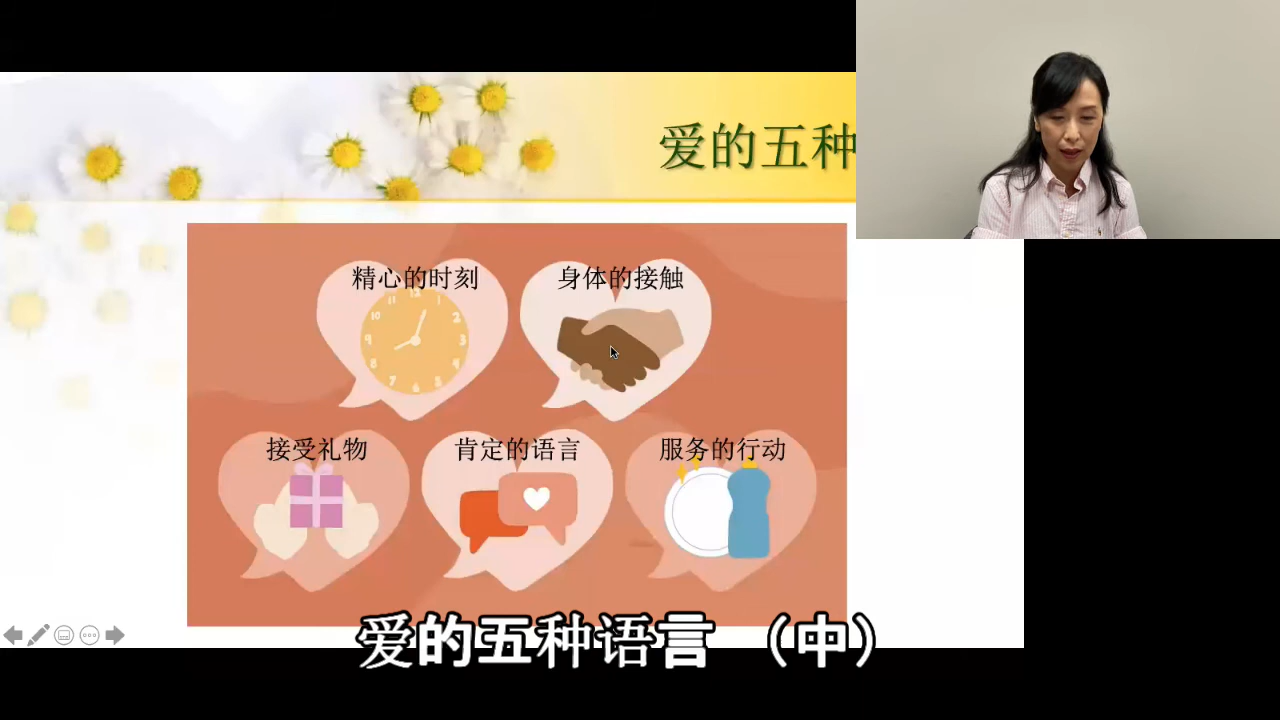 爱的五种
精心的时刻
身体的接触
接受礼物
肯定的语言
服务的行动
爱的五种语言 （中）